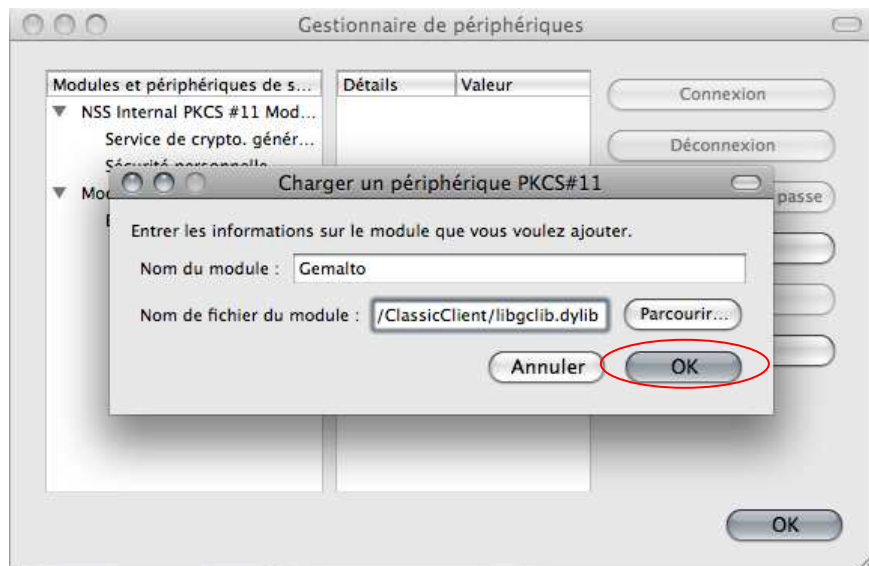 Gestionnaire de périphériques
Modules et périphériques de s...
Détails
Valeur
Connexion
NSS Internal PKCS #11 Mod...
Service de crypto. génér...
Déconnexion
Sécurité personnelle
passe
Charger un périphérique PKCS#11
Entrer les informations sur le module que vous voulez ajouter.
Nom du module : Gemalto
Nom de fichier du module : /ClassicClient/libgclib.dylib Parcourir...
Annuler OK
OK